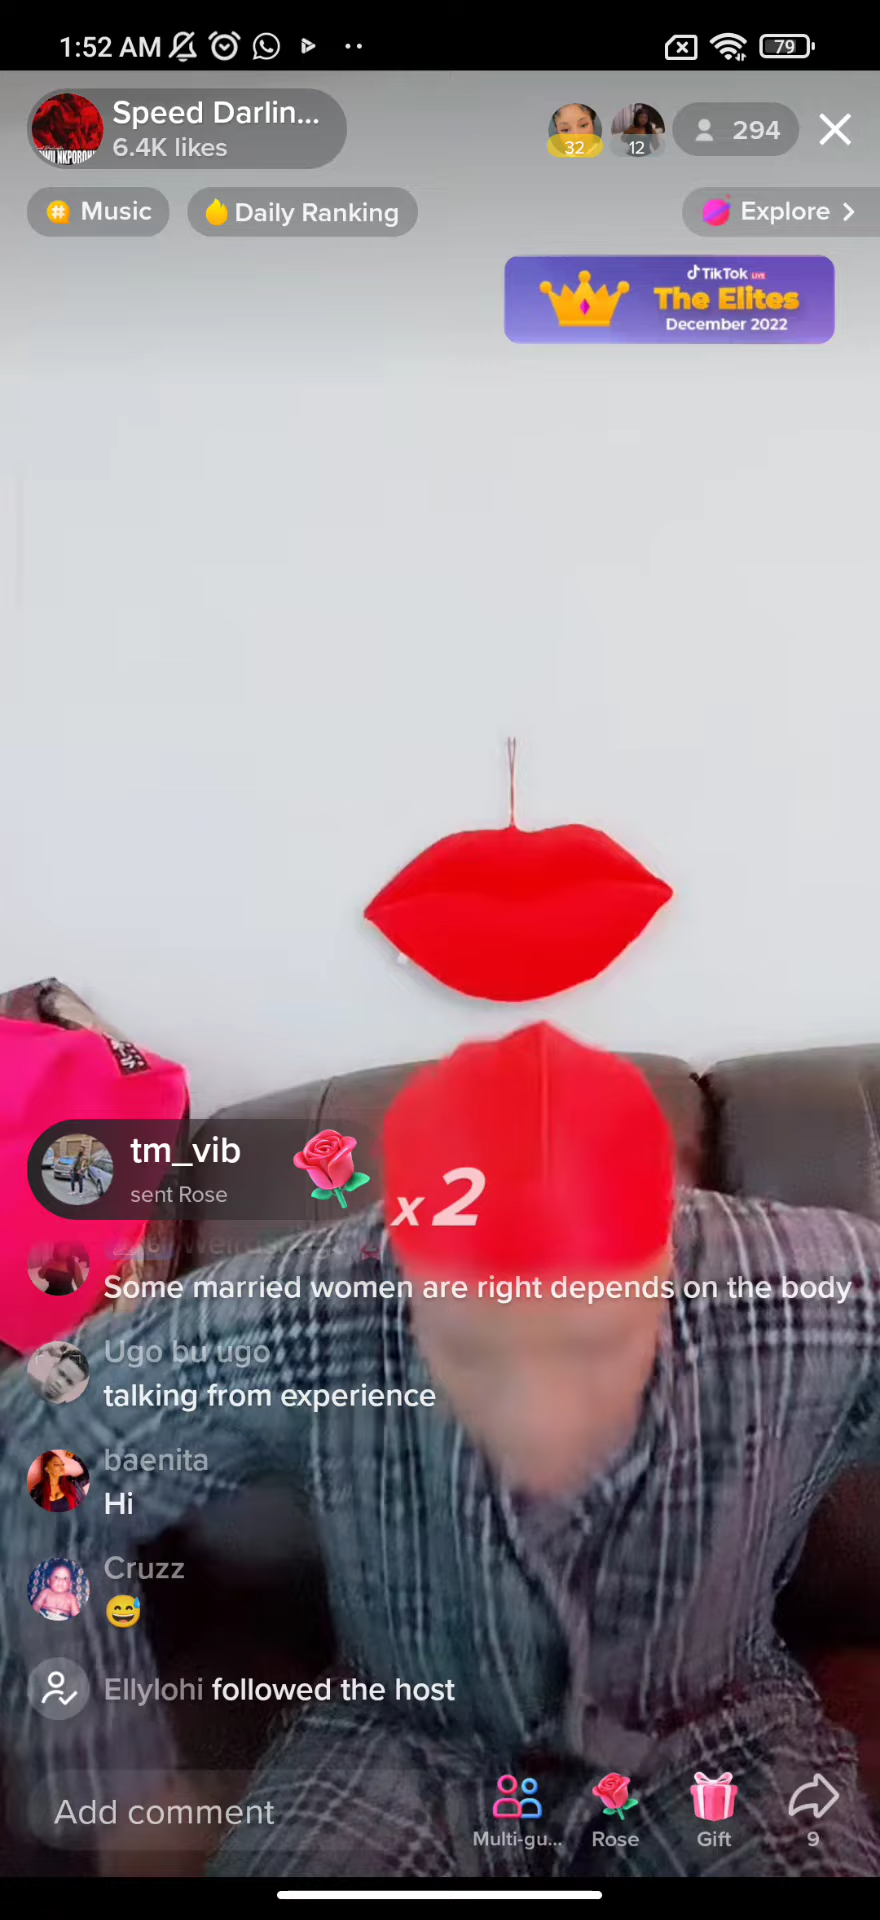 1:52 AM
79
Speed Darlin...
6.4K likes
32
12
294
Music
Daily Ranking
Explore
TikTok LIVE
The Elites
December 2022
tm_vib
sent Rose
x2
Some married women are right depends on the body
Ugo bu ugo
talking from experience
baenita
Hi
Cruzz
😅
Ellylohi followed the host
Add comment
Multi-gu...
Rose
Gift
9